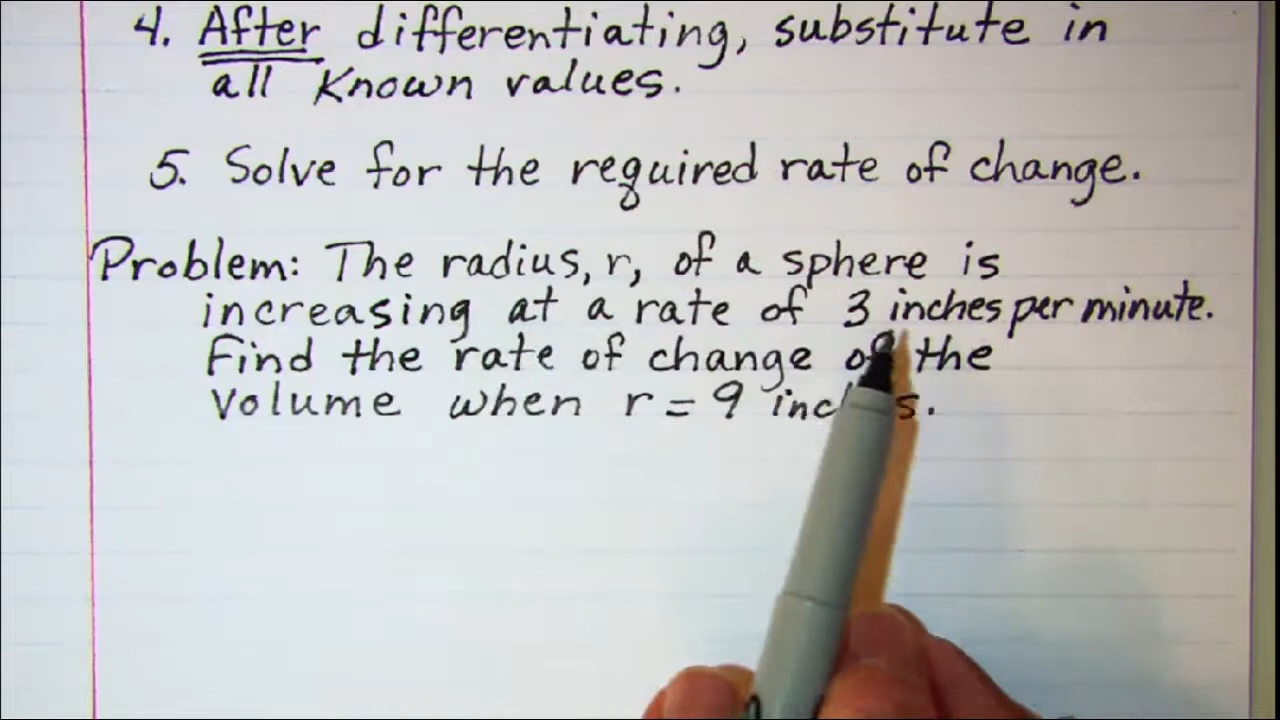 4. After differentiating, substitute in
all Known values.
5. Solve for the required rate of change.
Problem: The radius, r, of a sphere is
increasing at a rate of 3 inches per minute.
Find the rate of change of the
Volume when r = 9 inches.